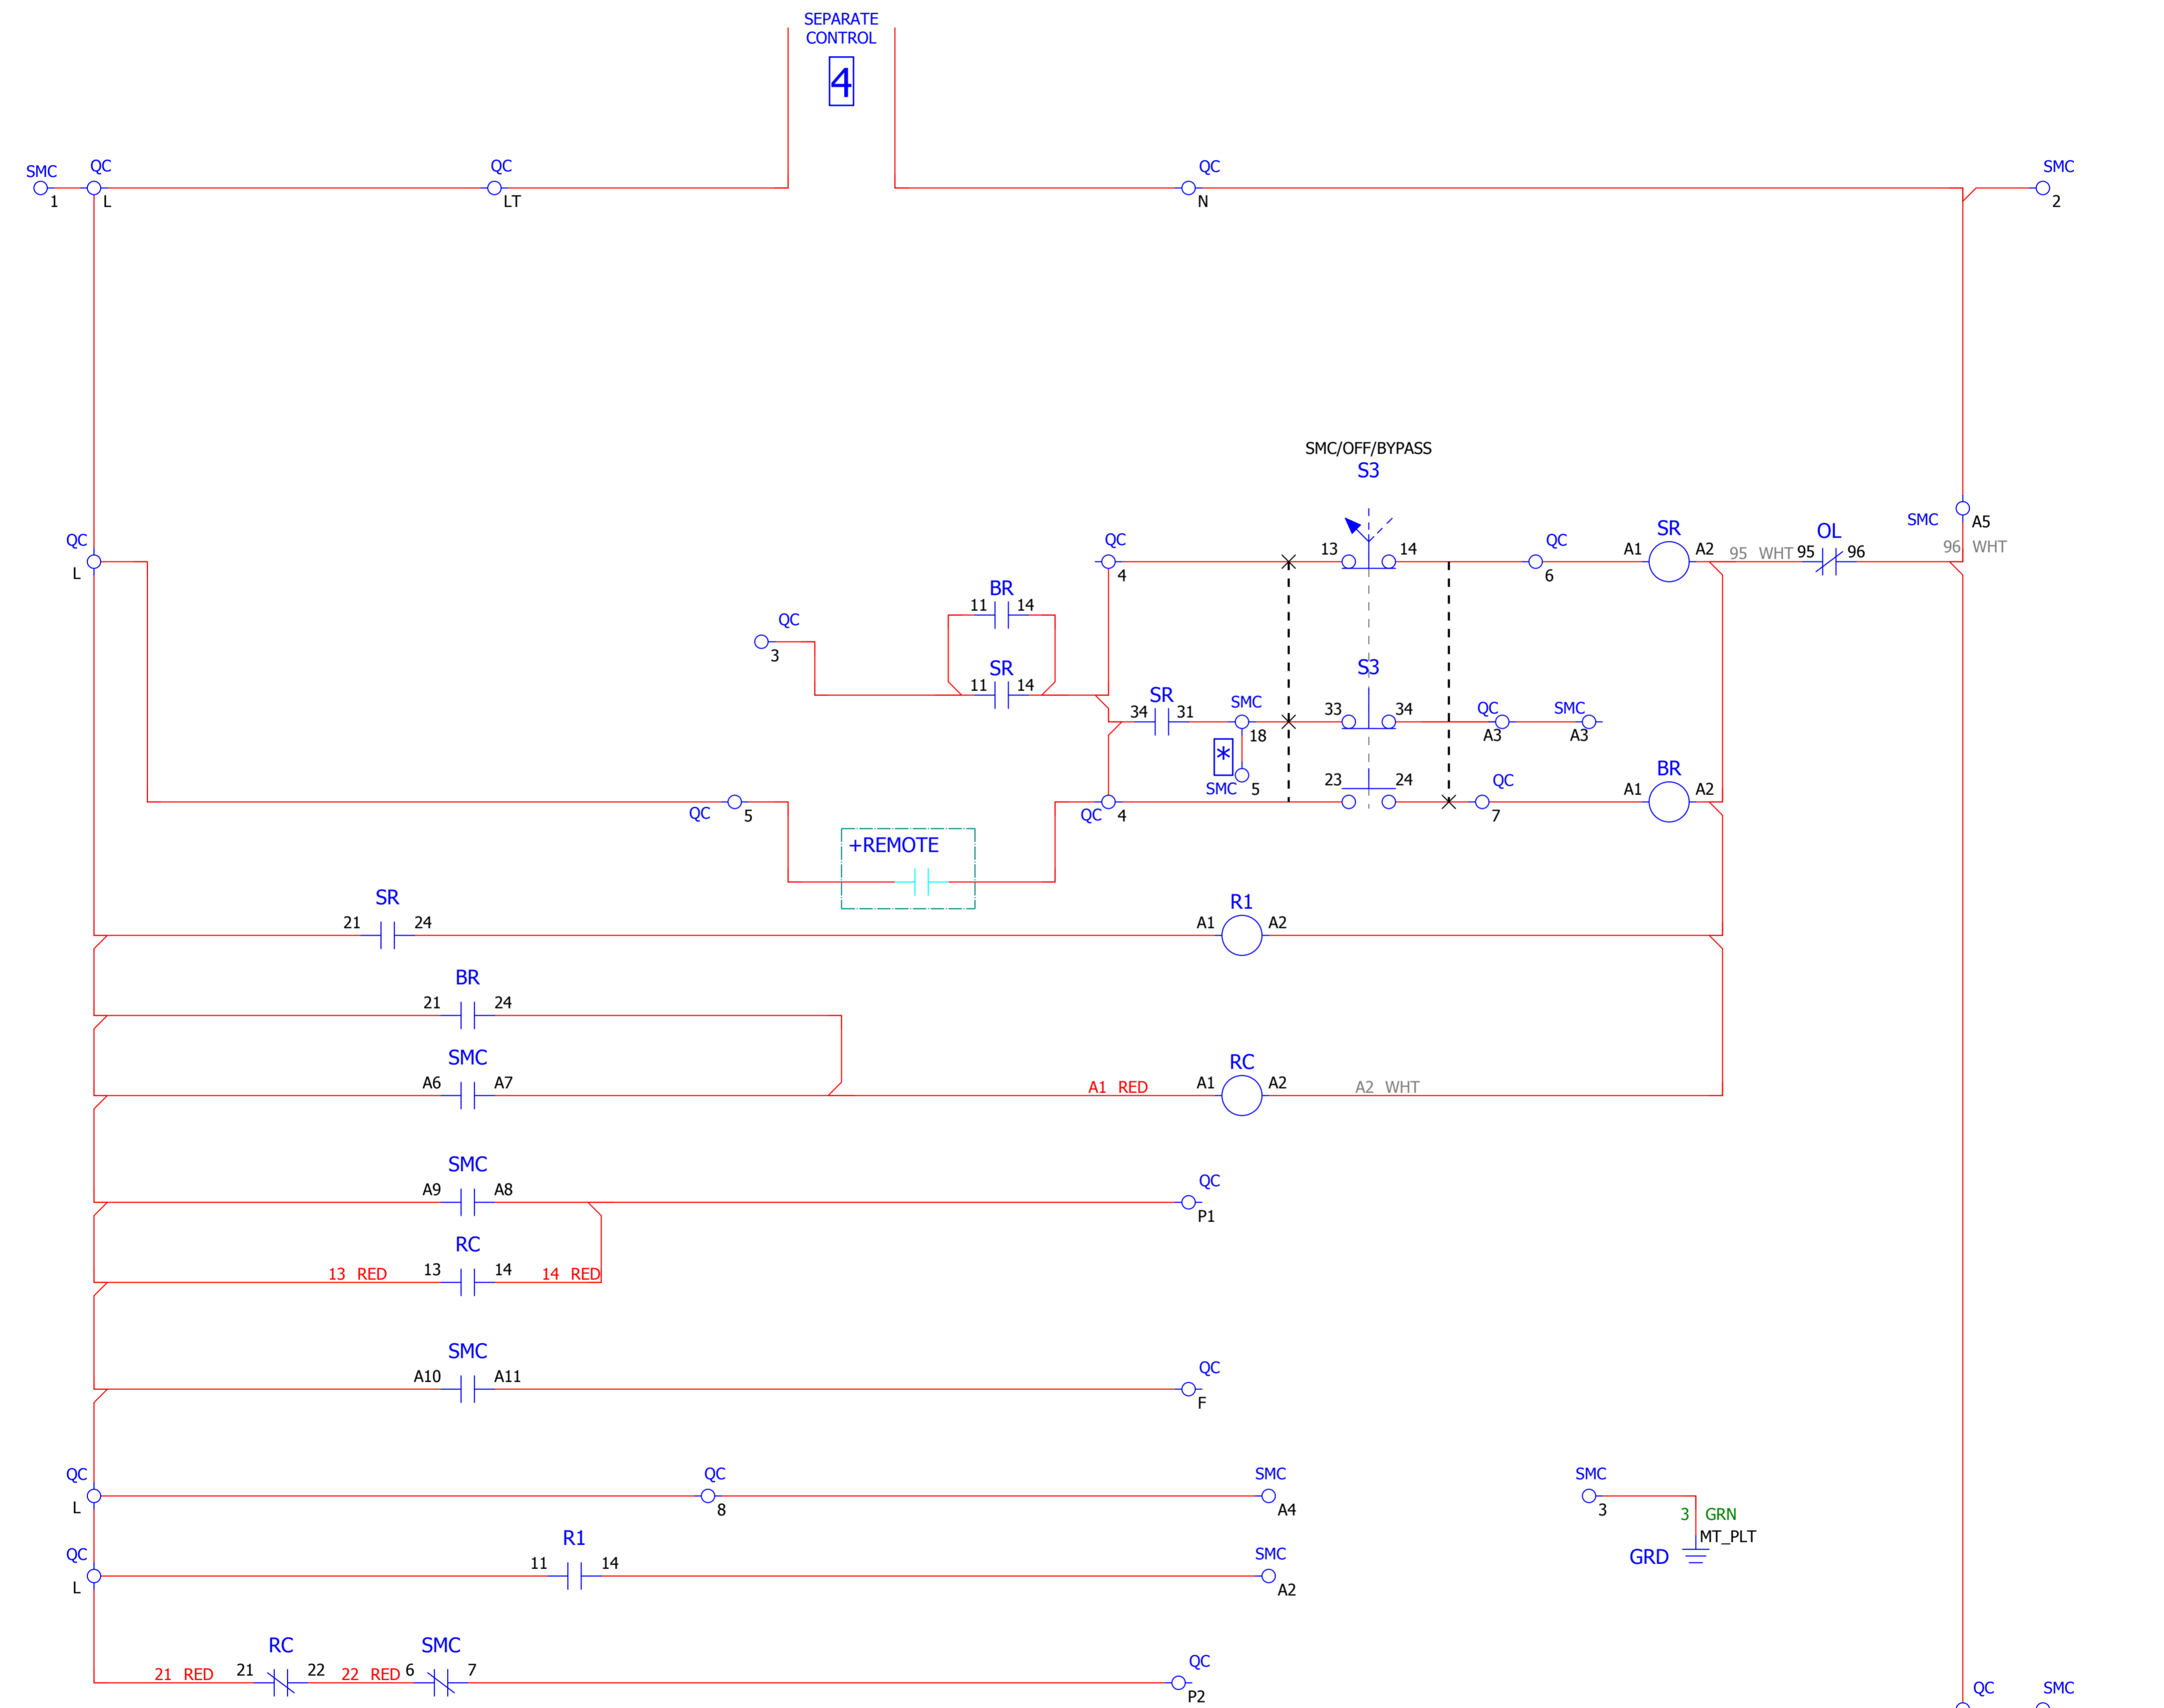 SEPARATE
CONTROL
4
SMC
1
QC
L
QC
LT
QC
N
SMC
2
SMC/OFF/BYPASS
S3
QC
L
QC
4
13
14
QC
6
SR
A1
A2
95 WHT
OL
95
96
SMC
A5
96 WHT
BR
11
14
QC
3
SR
11
14
SR
34
31
SMC
18
*
SMC
5
S3
33
34
QC
A3
SMC
A3
QC
5
QC
4
23
24
QC
7
BR
A1
A2
+REMOTE
SR
21
24
R1
A1
A2
BR
21
24
SMC
A6
A7
A1 RED
RC
A1
A2
A2 WHT
SMC
A9
A8
QC
P1
RC
13 RED
13
14
14 RED
SMC
A10
A11
QC
F
QC
L
QC
8
SMC
A4
SMC
3
3 GRN
MT_PLT
GRD
QC
L
R1
11
14
SMC
A2
RC
21 RED
21
22
22 RED
SMC
6
7
QC
P2
QC
SMC